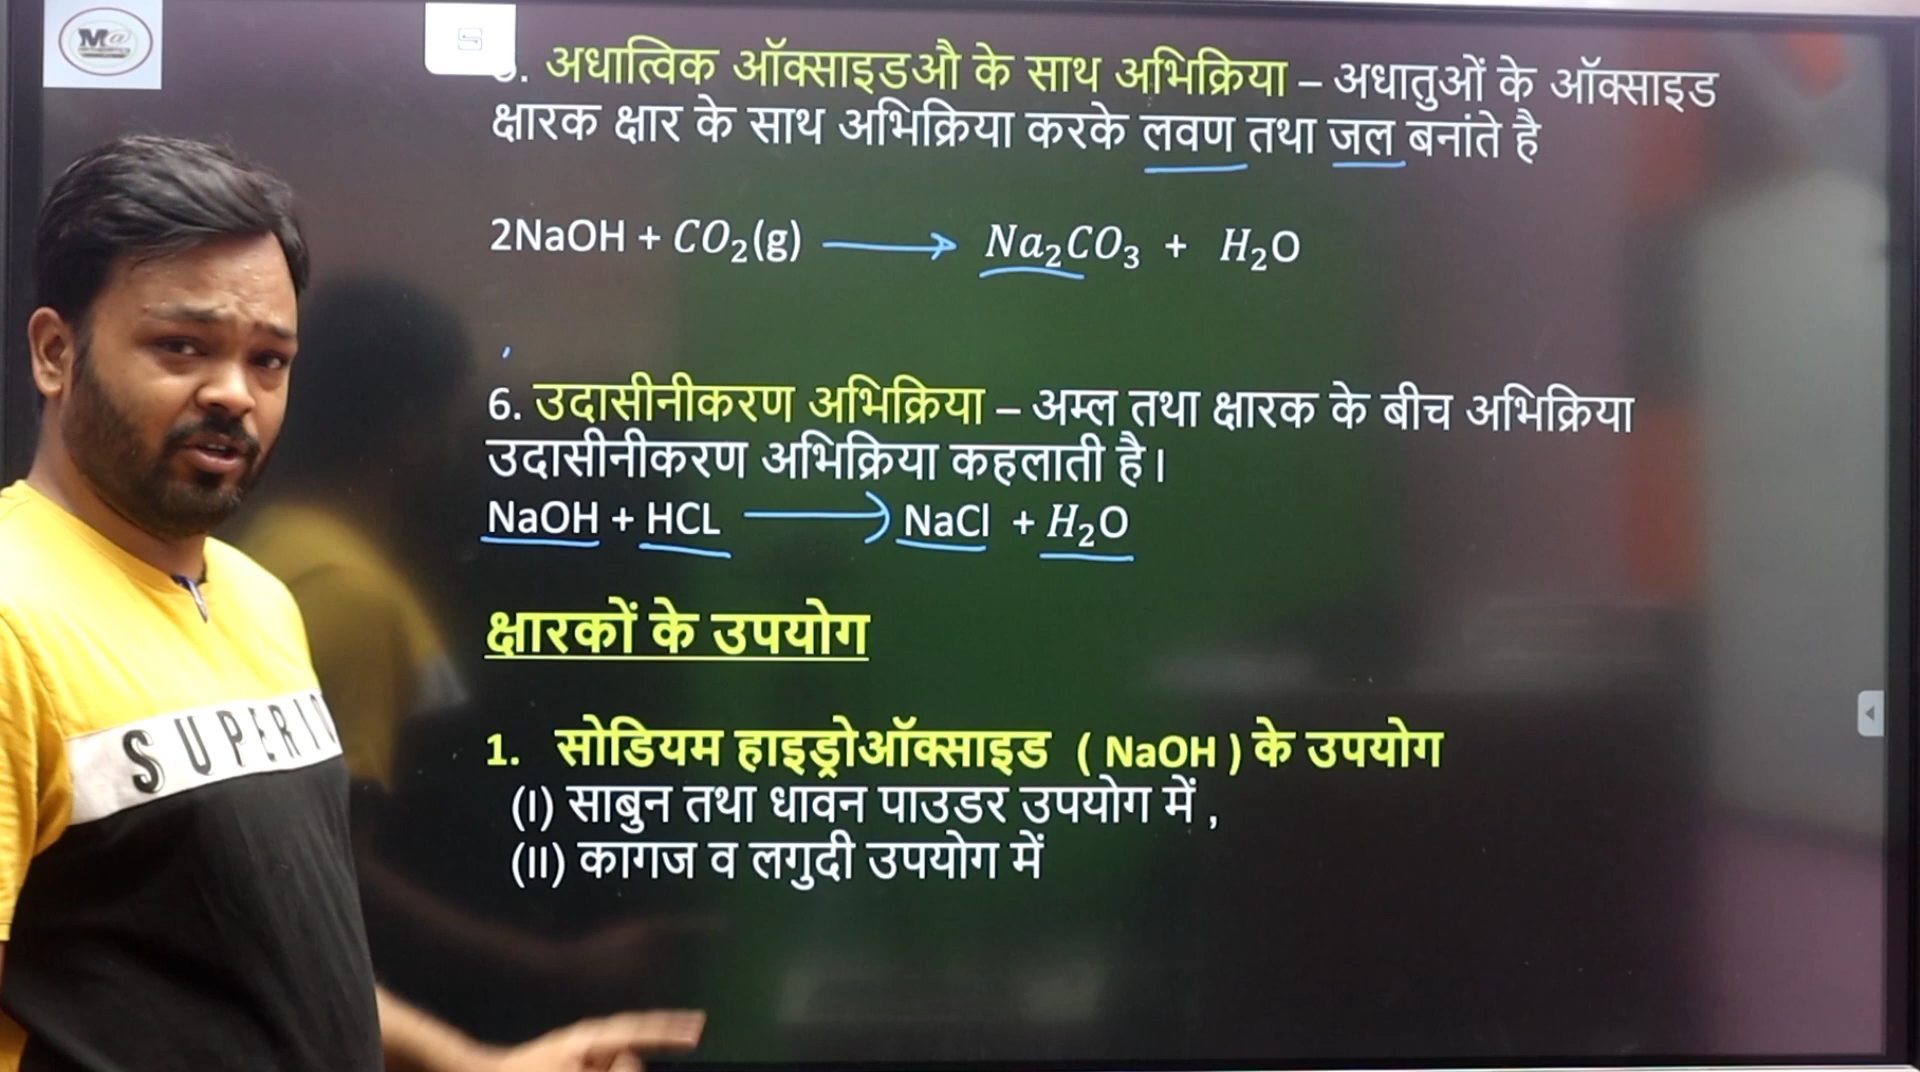 M@
. अधात्विक ऑक्साइडऔ के साथ अभिक्रिया – अधातुओं के ऑक्साइड
क्षारक क्षार के साथ अभिक्रिया करके लवण तथा जल बनांते है
2NaOH + CO₂(g) ⟶ Na₂CO₃ + H₂O
6. उदासीनीकरण अभिक्रिया – अम्ल तथा क्षारक के बीच अभिक्रिया
उदासीनीकरण अभिक्रिया कहलाती है।
NaOH + HCL ⟶ NaCl + H₂O
क्षारकों के उपयोग
1. सोडियम हाइड्रोऑक्साइड ( NaOH ) के उपयोग
(I) साबुन तथा धावन पाउडर उपयोग में ,
(II) कागज व लगुदी उपयोग में